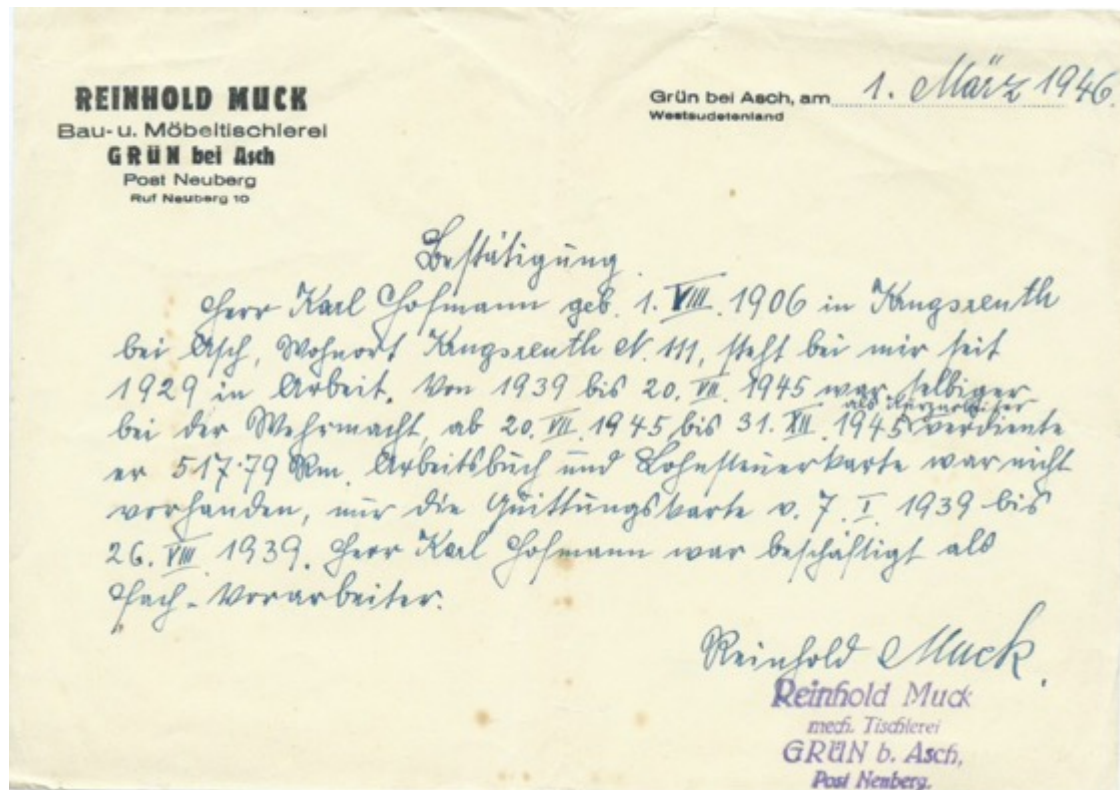 REINHOLD MUCK
Bau- u. Möbeltischlerei
GRÜN bei Asch
Post Neuberg
Ruf Neuberg 10
Grün bei Asch, am 1. März 1946.
Westsudetenland
Bestätigung.
Herr Karl Hofmann geb. 1. VIII. 1906 in Krugsreuth
bei Asch, Wohnort Krugsreuth N. 111, steht bei mir seit
1929 in Arbeit. Von 1939 bis 20. VII. 1945 war selbiger
als
bei der Wehrmacht, ab 20. VII. 1945 bis 31. XII. 1945 verdiente
er 517·79 Rm. Arbeitsbuch und Lohnsteuerkarte war nicht
vorhanden, nur die Quittungskarte v. 7. I. 1939 bis
26. VIII. 1939. Herr Karl Hofmann war beschäftigt als
Fach-Vorarbeiter.
Reinhold Muck.
Reinhold Muck
mech. Tischlerei
GRÜN b. Asch,
Post Neuberg.